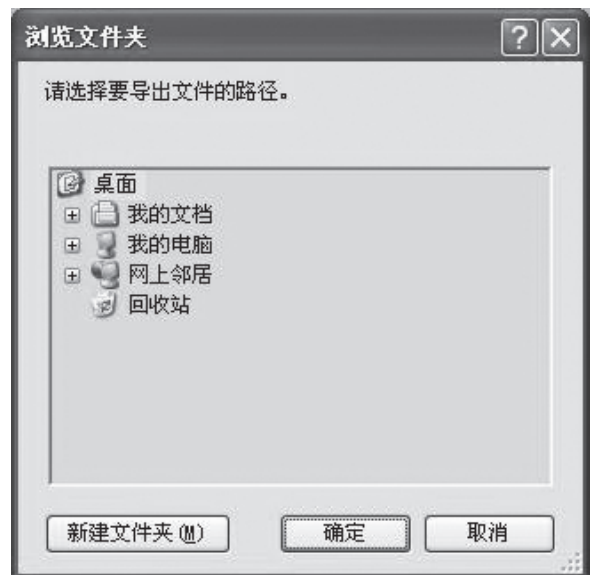 浏览文件夹
请选择要导出文件的路径。
桌面
我的文档
我的电脑
网上邻居
回收站
新建文件夹(M) 确定 取消